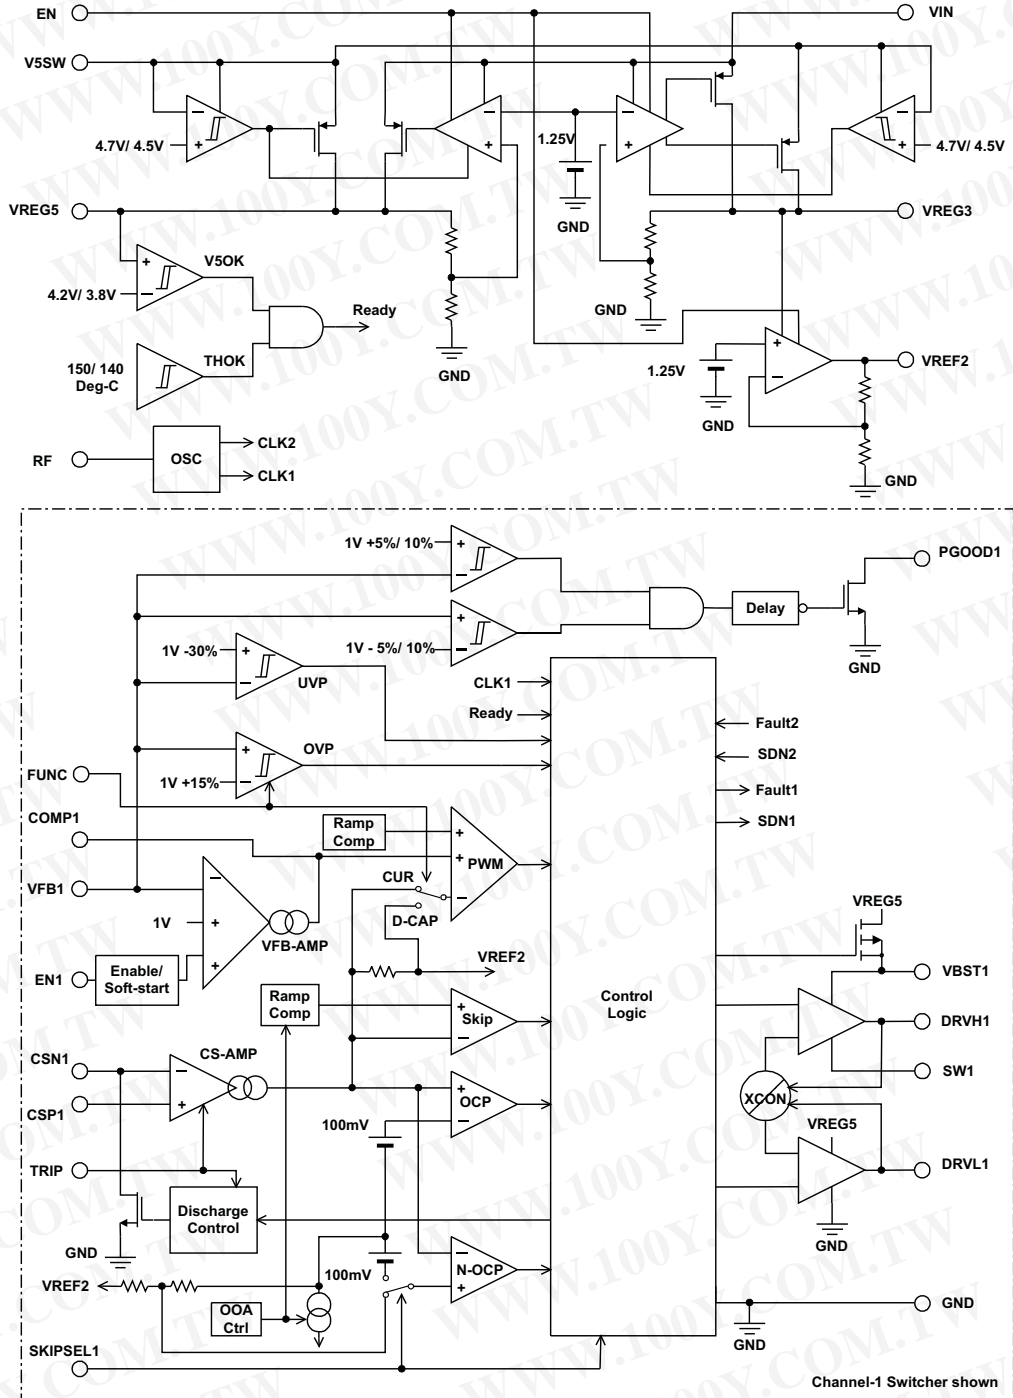 EN
VIN
V5SW
4.7V/ 4.5V
1.25V
4.7V/ 4.5V
GND
VREG5
VREG3
V5OK
4.2V/ 3.8V
Ready
GND
GND
150/ 140
Deg-C
THOK
1.25V
VREF2
GND
RF
OSC
CLK2
CLK1
GND
1V +5%/ 10%
PGOOD1
Delay
1V - 5%/ 10%
GND
1V -30%
UVP
CLK1
Ready
Fault2
OVP
SDN2
FUNC
1V +15%
Fault1
COMP1
Ramp
Comp
SDN1
PWM
CUR
VFB1
D-CAP
VREG5
1V
VFB-AMP
VREF2
EN1
Enable/
Soft-start
VBST1
Ramp
Comp
Control
Logic
Skip
DRVH1
CSN1
CS-AMP
SW1
OCP
XCON
CSP1
100mV
VREG5
TRIP
DRVL1
Discharge
Control
GND
GND
VREF2
100mV
N-OCP
OOA
Ctrl
GND
GND
SKIPSEL1
Channel-1 Switcher shown
WWW.100Y.COM.TW